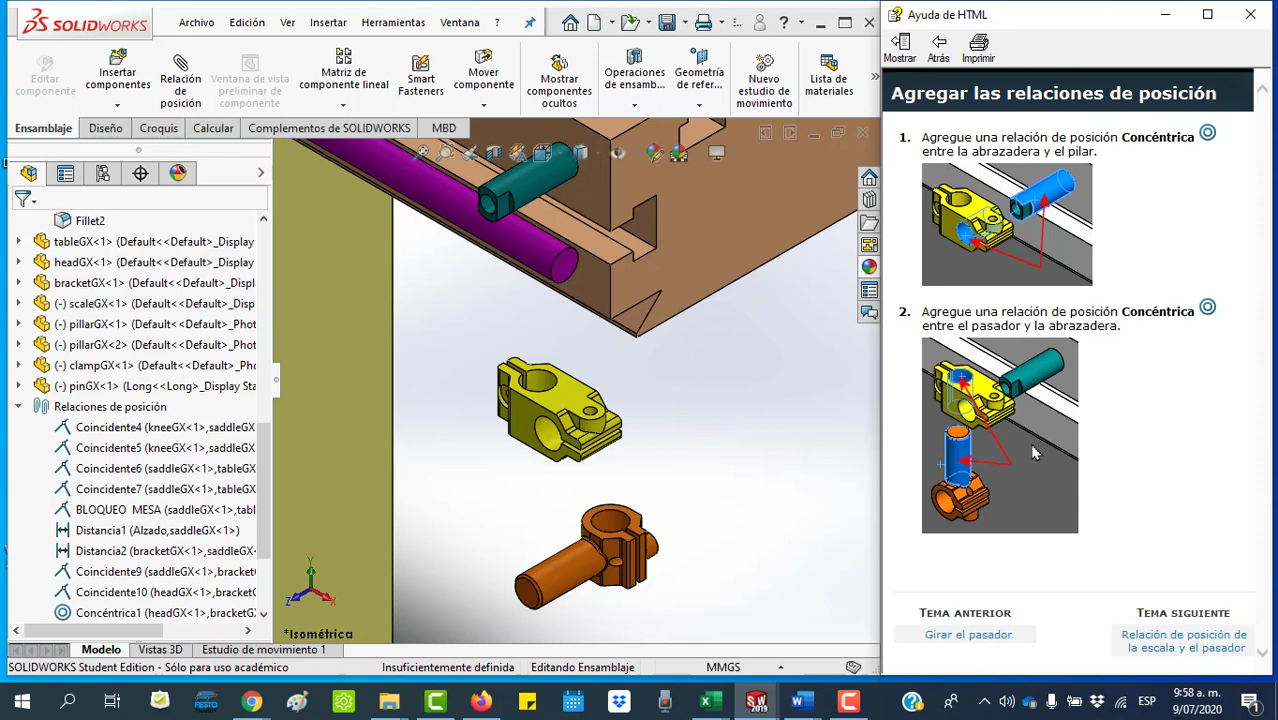 SOLIDWORKS
Archivo
Edición
Ver
Insertar
Herramientas
Ventana
Editar
componente
Insertar
componentes
Relación
de
posición
Ventana de vista
preliminar de
componente
Matriz de
componente lineal
Smart
Fasteners
Mover
componente
Mostrar
componentes
ocultos
Operaciones
de ensamb...
Geometría
de refer...
Nuevo
estudio de
movimiento
Lista de
materiales
Ensamblaje
Diseño
Croquis
Calcular
Complementos de SOLIDWORKS
MBD
Fillet2
tableGX<1> (Default<<Default>_Display
headGX<1> (Default<<Default>_Display
bracketGX<1> (Default<<Default>_Displ
(-) scaleGX<1> (Default<<Default>_Disp
(-) pillarGX<1> (Default<<Default>_Phot
(-) pillarGX<2> (Default<<Default>_Phot
(-) clampGX<1> (Default<<Default>_Pho
(-) pinGX<1> (Long<<Long>_Display Sta
Relaciones de posición
Coincidente4 (kneeGX<1>,saddleGX
Coincidente5 (kneeGX<1>,saddleGX
Coincidente6 (saddleGX<1>,tableGX
Coincidente7 (saddleGX<1>,tableGX
BLOQUEO MESA (saddleGX<1>,tabl
Distancia1 (Alzado,saddleGX<1>)
Distancia2 (bracketGX<1>,saddleGX
Coincidente9 (saddleGX<1>,bracket
Coincidente10 (saddleGX<1>,bracke
Concéntrica1 (headGX<1>,bracketG
Y
Z
X
*Isométrica
Modelo
Vistas 3D
Estudio de movimiento 1
SOLIDWORKS Student Edition - Sólo para uso académico
Insuficientemente definida
Editando Ensamblaje
MMGS
Ayuda de HTML
Mostrar
Atrás
Imprimir
Agregar las relaciones de posición
1. Agregue una relación de posición Concéntrica
entre la abrazadera y el pilar.
2. Agregue una relación de posición Concéntrica
entre el pasador y la abrazadera.
TEMA ANTERIOR
Girar el pasador
TEMA SIGUIENTE
Relación de posición de
la escala y el pasador
FESTO
SW
2019
ESP
9:58 a. m.
9/07/2020